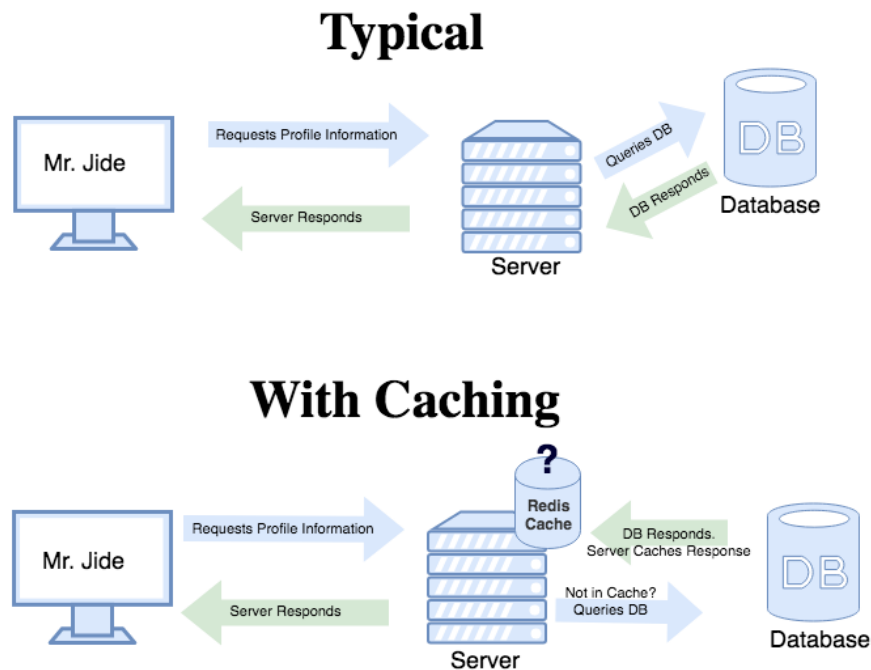 Typical
Mr. Jide
Requests Profile Information
Server Responds
Server
Queries DB
DB Responds
DB
Database
With Caching
Mr. Jide
Requests Profile Information
Server Responds
?
Redis
Cache
Server
DB Responds.
Server Caches Response
Not in Cache?
Queries DB
DB
Database